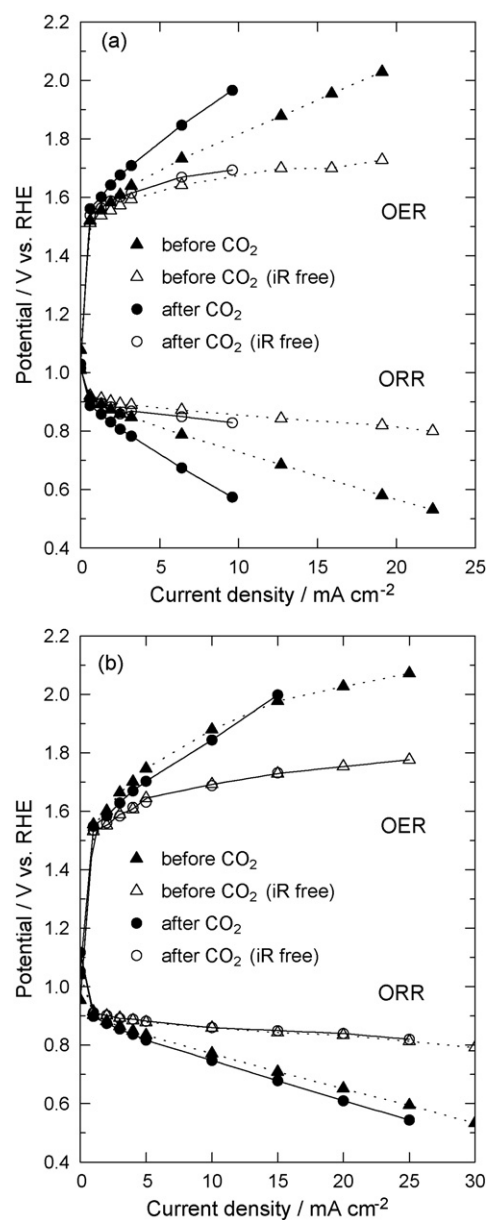 (a)
2.2
2.0
1.8
1.6
1.4
1.2
1.0
0.8
0.6
0.4
Potential / V vs. RHE
OER
before CO₂
before CO₂ (iR free)
after CO₂
after CO₂ (iR free)
ORR
0 5 10 15 20 25
Current density / mA cm⁻²
(b)
2.2
2.0
1.8
1.6
1.4
1.2
1.0
0.8
0.6
0.4
Potential / V vs. RHE
OER
before CO₂
before CO₂ (iR free)
after CO₂
after CO₂ (iR free)
ORR
0 5 10 15 20 25 30
Current density / mA cm⁻²